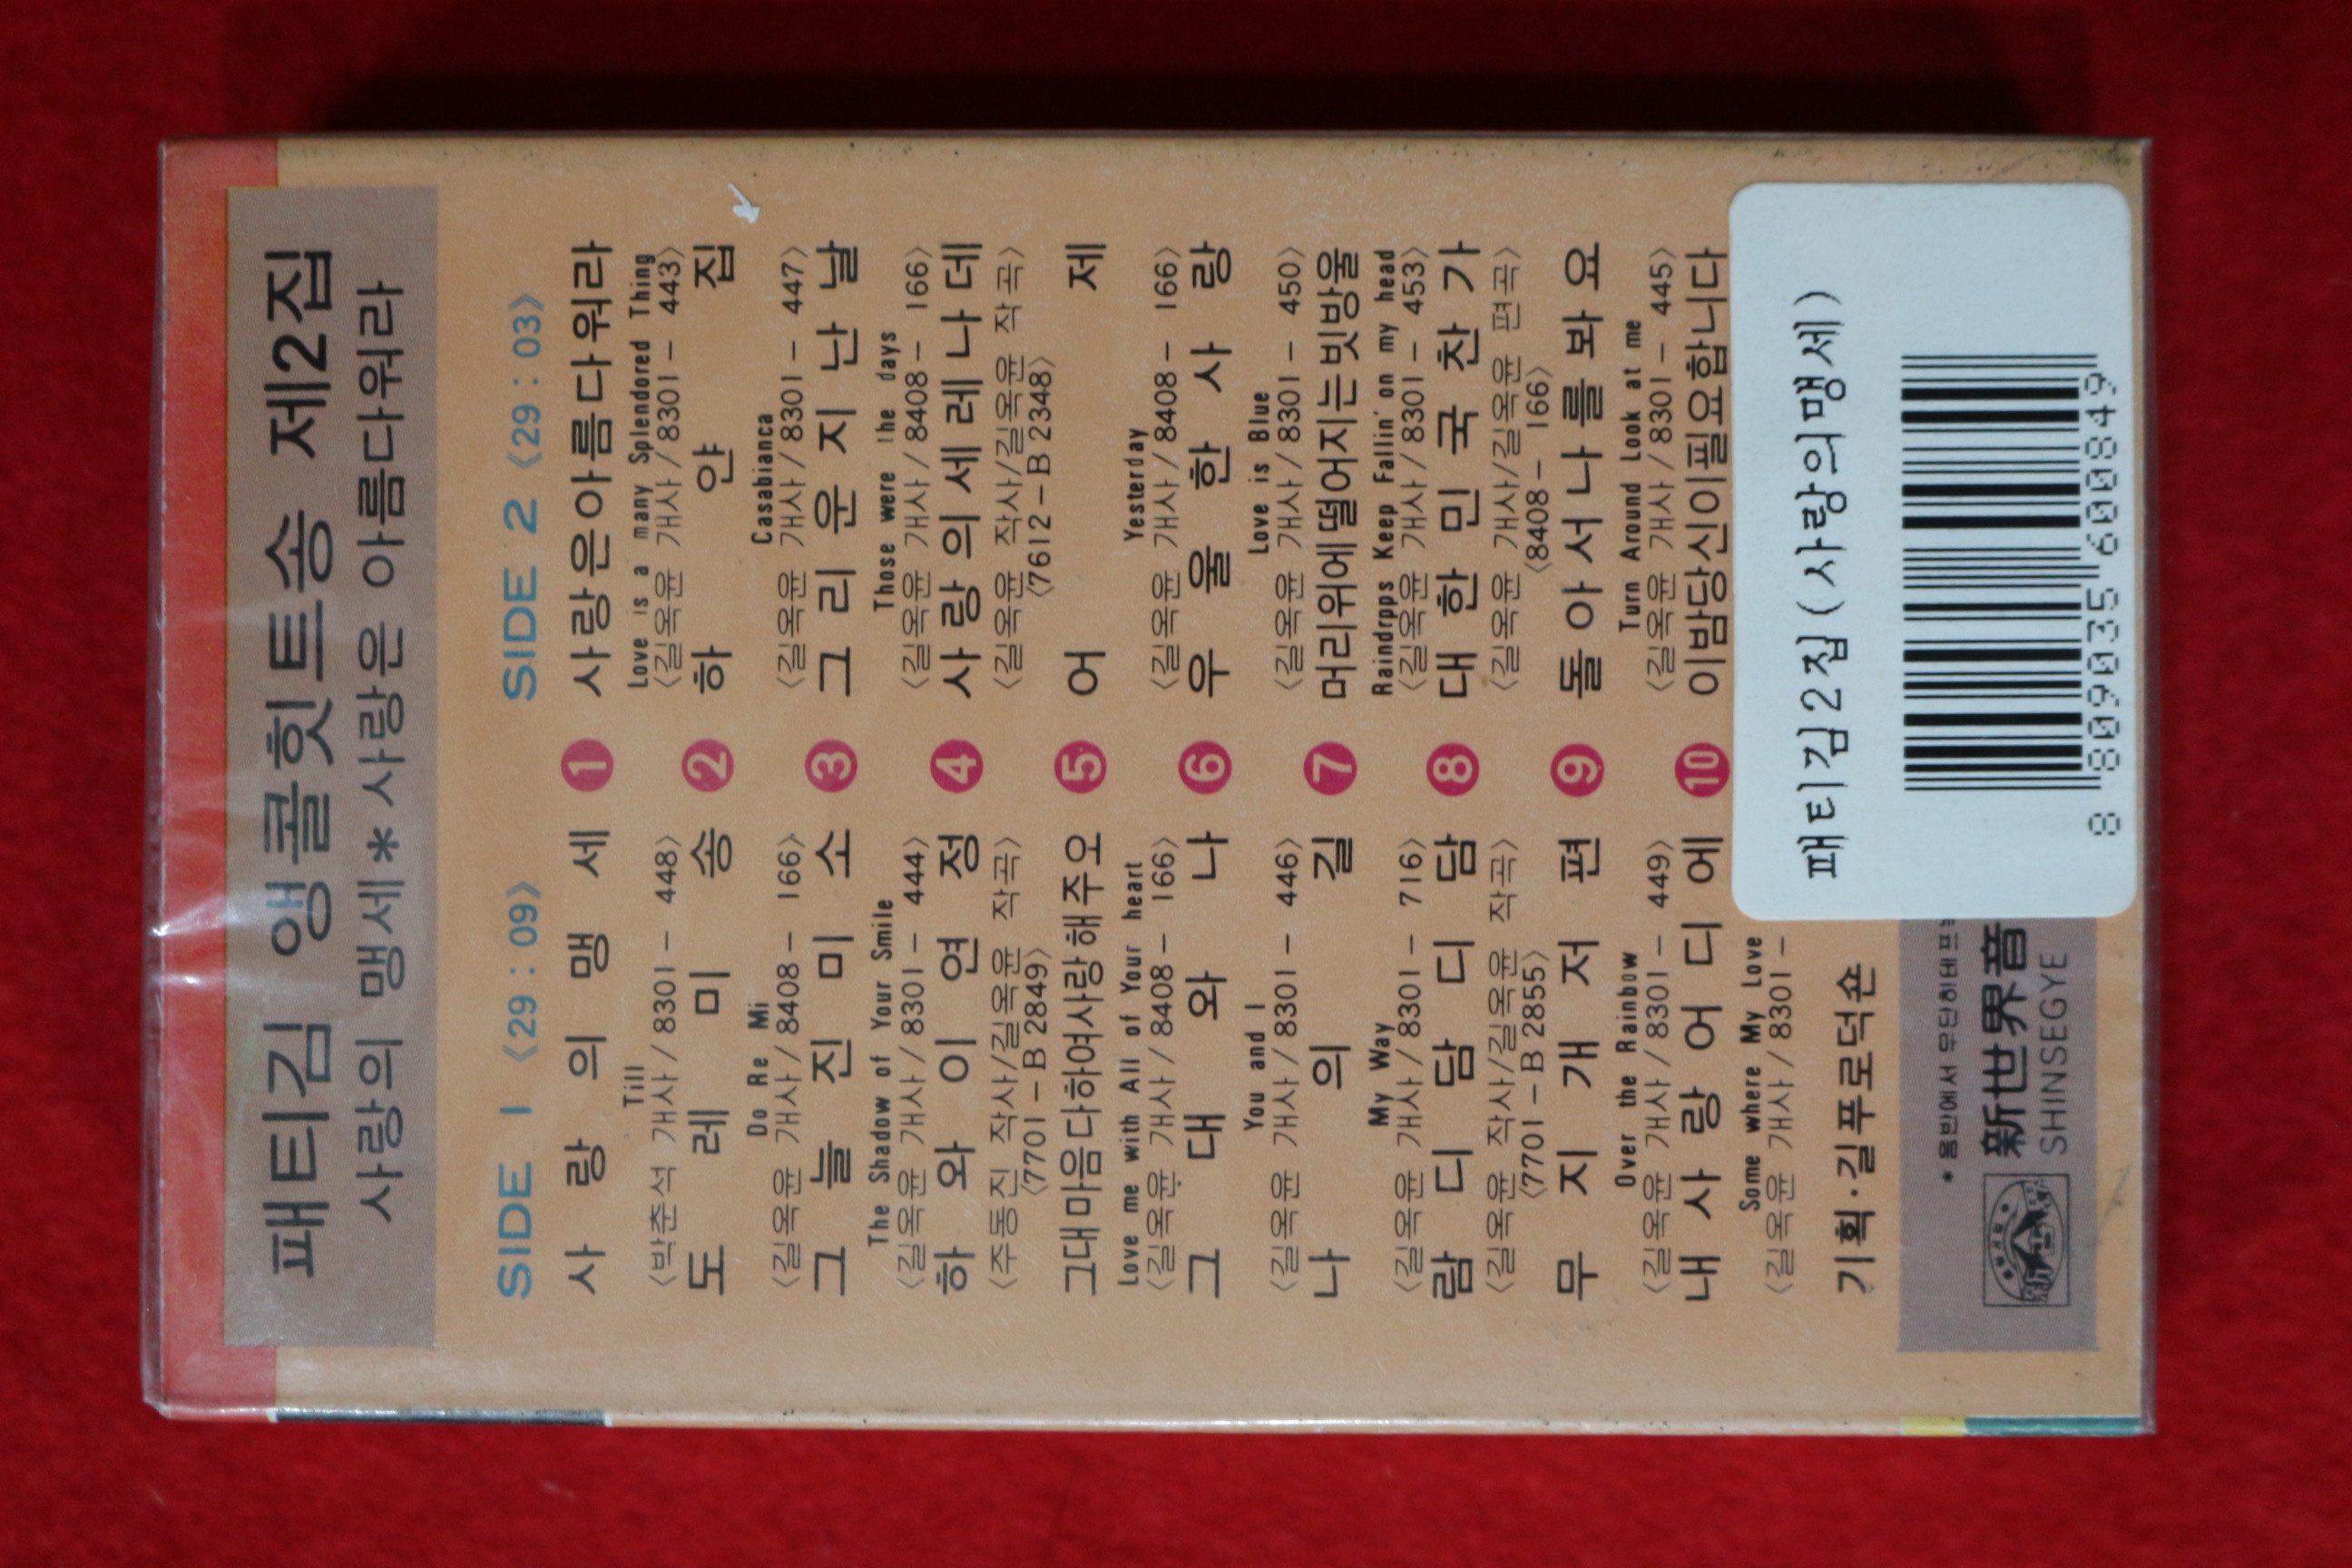 패티김 앵콜힛트송 제2집
사랑의 맹세*사랑은 아름다워라
SIDE 1 〈29:09〉
사랑의맹세
Till
〈박춘석 개사/8301-448〉
도레미송
Do Re Mi
〈길옥윤 개사/8408-166〉
그늘진미소
The Shadow of Your Smile
〈길옥윤 개사/8301-444〉
하와이연정
〈주동진 작사/길옥윤 작곡〉
〈7701-B2849〉
그대마음다하여사랑해주오
Love me with All of Your heart
〈길옥윤 개사/8408-166〉
그대와나
You and I
〈길옥윤 개사/8301-446〉
나의길
My Way
〈길옥윤 개사/8301-716〉
람디담디담
〈길옥윤 작사/길옥윤 작곡〉
〈7701-B2855〉
무지개저편
Over the Rainbow
〈길옥윤 개사/8301-449〉
내사랑어디에
Some where My Love
〈길옥윤 개사/8301-
기획·길푸로덕숀
1
2
3
4
5
6
7
8
9
10
SIDE 2 〈29:03〉
사랑은아름다워라
Love is a many Splendored Thing
〈길옥윤 개사/8301-443〉
하얀집
Casabianca
〈길옥윤 개사/8301-447〉
그리운지난날
Those were the days
〈길옥윤 개사/8408-166〉
사랑의세레나데
〈길옥윤 작사/길옥윤 작곡〉
〈7612-B2348〉
어제
Yesterday
〈길옥윤 개사/8408-166〉
우울한사랑
Love is Blue
〈길옥윤 개사/8301-450〉
머리위에떨어지는빗방울
Raindrpps Keep Fallin' on my head
〈길옥윤 개사/8301-453〉
대한민국찬가
〈길옥윤 작사/길옥윤 편곡〉
〈8408-166〉
돌아서나를봐요
Turn Around Look at me
〈길옥윤 개사/8301-445〉
이밤당신이필요합니다
패티김2집(사랑의맹세)
8 809035 600849
*음반에서 무단히테프
新世界音
SHINSEGYE